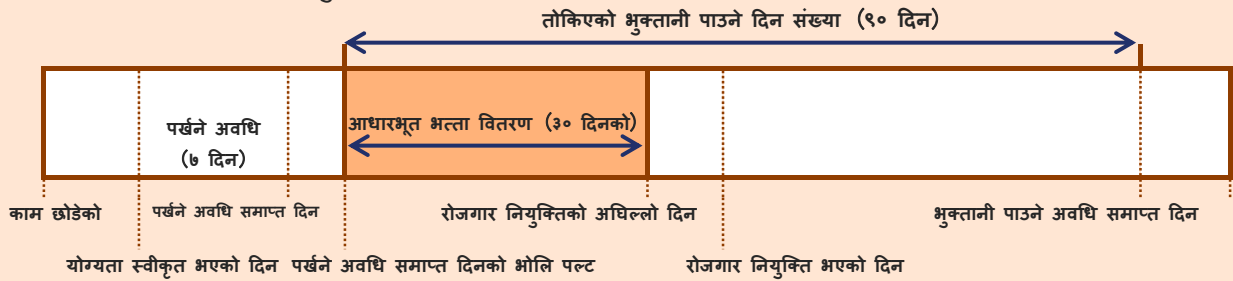 तोकिएको भुक्तानी पाउने दिन संख्या (९० दिन)
पर्खने अवधि
(७ दिन)
आधारभूत भत्ता वितरण (३० दिनको)
काम छोडेको
पर्खने अवधि समाप्त दिन
रोजगार नियुक्तिको अघिल्लो दिन
भुक्तानी पाउने अवधि समाप्त दिन
योग्यता स्वीकृत भएको दिन
पर्खने अवधि समाप्त दिनको भोलि पल्ट
रोजगार नियुक्ति भएको दिन